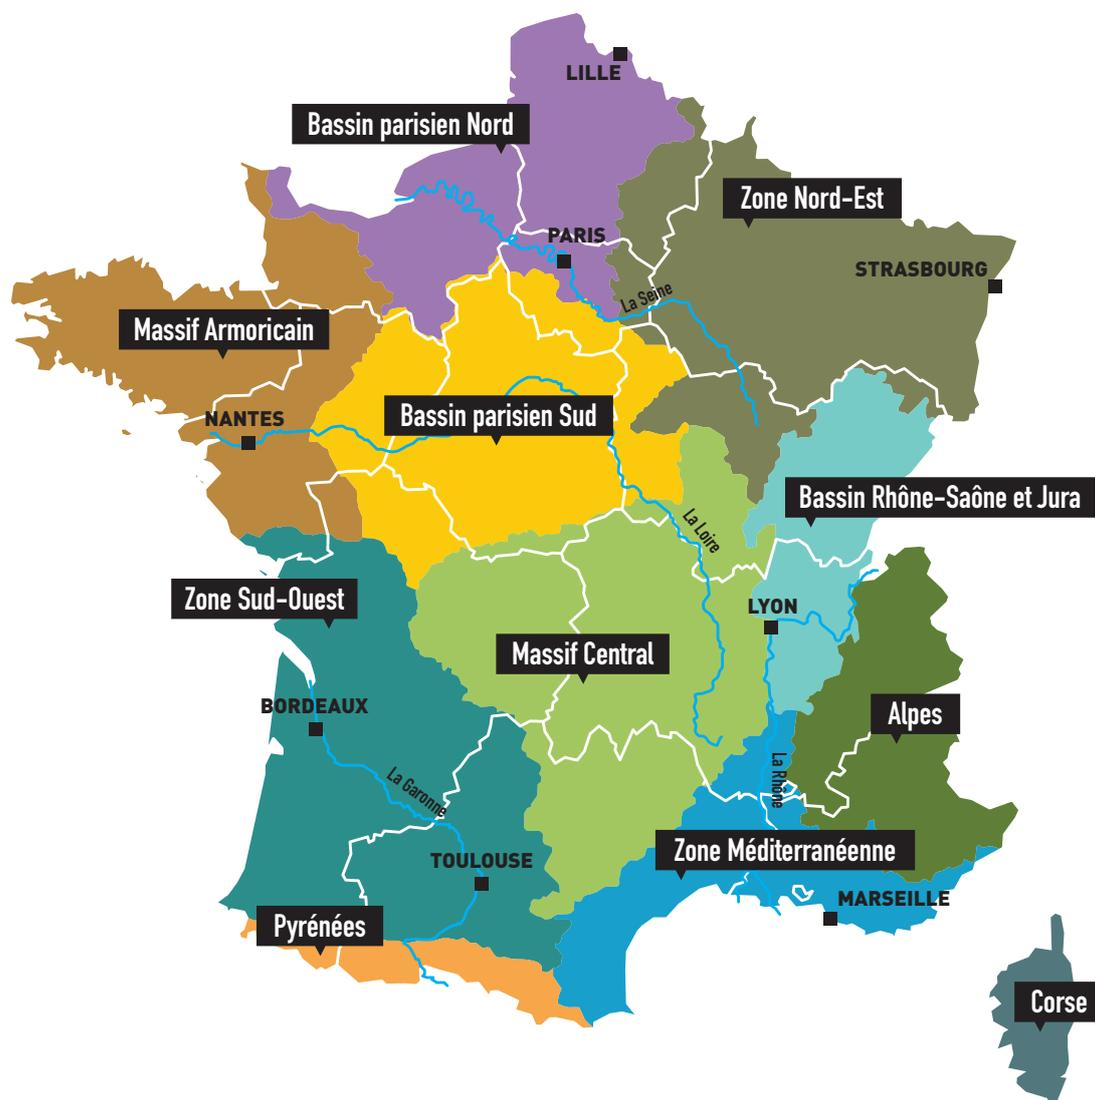 LILLE
Bassin parisien Nord
Zone Nord-Est
PARIS
STRASBOURG
La Seine
Massif Armoricain
NANTES
Bassin parisien Sud
Bassin Rhône-Saône et Jura
La Loire
Zone Sud-Ouest
LYON
Massif Central
BORDEAUX
Alpes
La Rhône
La Garonne
Zone Méditerranéenne
TOULOUSE
MARSEILLE
Pyrénées
Corse